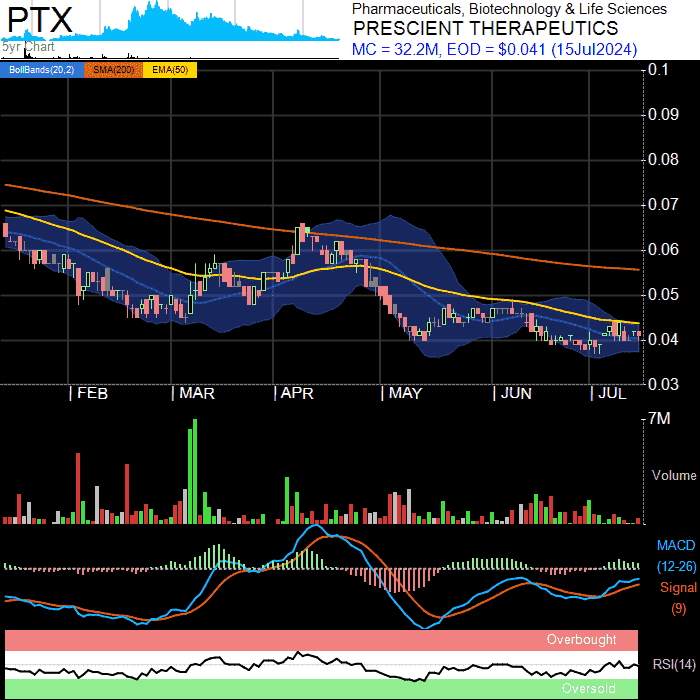 PTX
5yr Chart
Pharmaceuticals, Biotechnology & Life Sciences
PRESCIENT THERAPEUTICS
MC = 32.2M, EOD = $0.041 (15Jul2024)
BollBands(20,2) SMA(200) EMA(50)
0.1
0.09
0.08
0.07
0.06
0.05
0.04
0.03
FEB MAR APR MAY JUN JUL
7M
Volume
MACD
(12-26)
Signal
(9)
Overbought
RSI(14)
Oversold